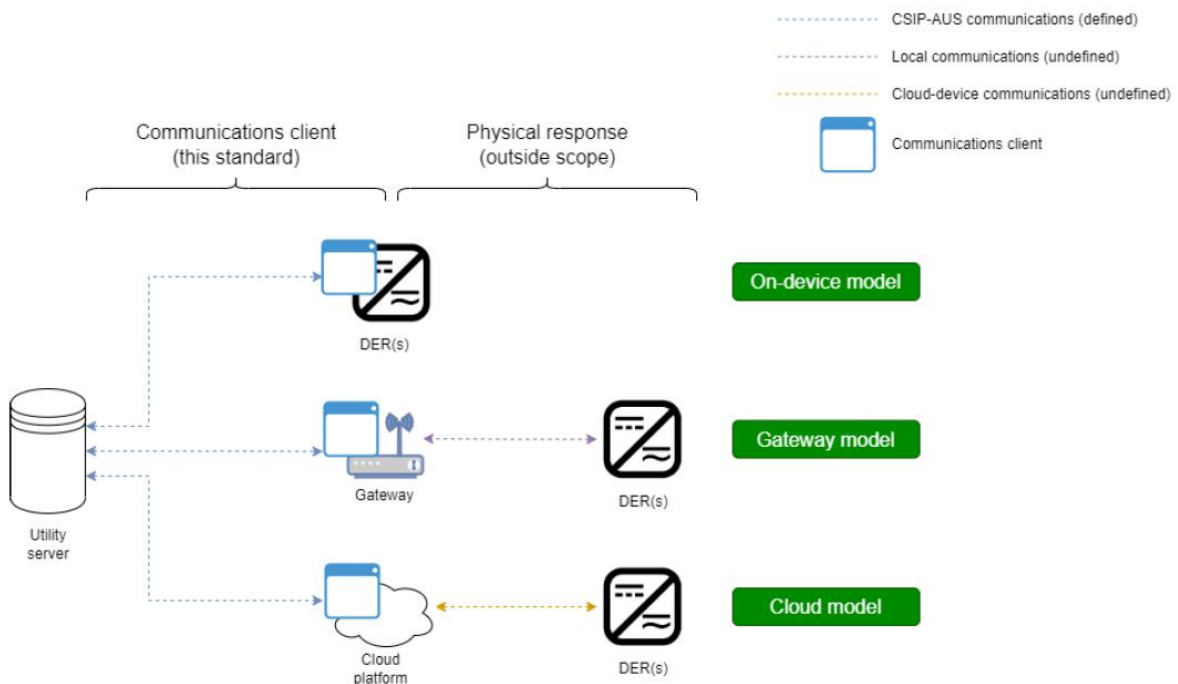 CSIP-AUS communications (defined)
Local communications (undefined)
Cloud-device communications (undefined)
Communications client
Communications client
(this standard)
Physical response
(outside scope)
DER(s)
On-device model
Utility
server
Gateway
DER(s)
Gateway model
Cloud
platform
DER(s)
Cloud model